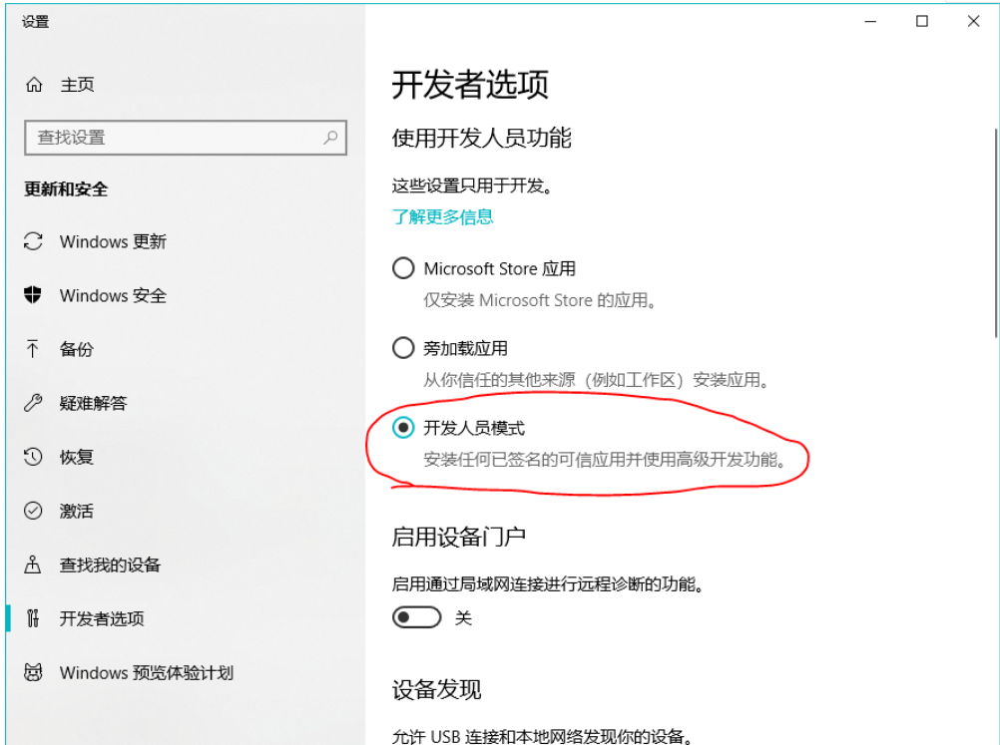 设置
主页
查找设置
更新和安全
Windows 更新
Windows 安全
备份
疑难解答
恢复
激活
查找我的设备
开发者选项
Windows 预览体验计划
开发者选项
使用开发人员功能
这些设置只用于开发。
了解更多信息
Microsoft Store 应用
仅安装 Microsoft Store 的应用。
旁加载应用
从你信任的其他来源（例如工作区）安装应用。
开发人员模式
安装任何已签名的可信应用并使用高级开发功能。
启用设备门户
启用通过局域网连接进行远程诊断的功能。
关
设备发现
允许 USB 连接和本地网络发现你的设备。